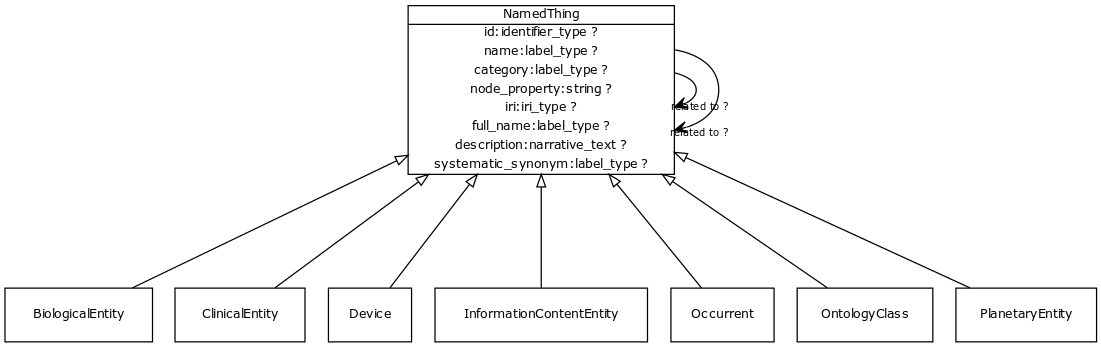 NamedThing
id:identifier_type ?
name:label_type ?
category:label_type ?
node_property:string ?
iri:iri_type ?
related to ?
full_name:label_type ?
related to ?
description:narrative_text ?
systematic_synonym:label_type ?
BiologicalEntity
ClinicalEntity
Device
InformationContentEntity
Occurrent
OntologyClass
PlanetaryEntity